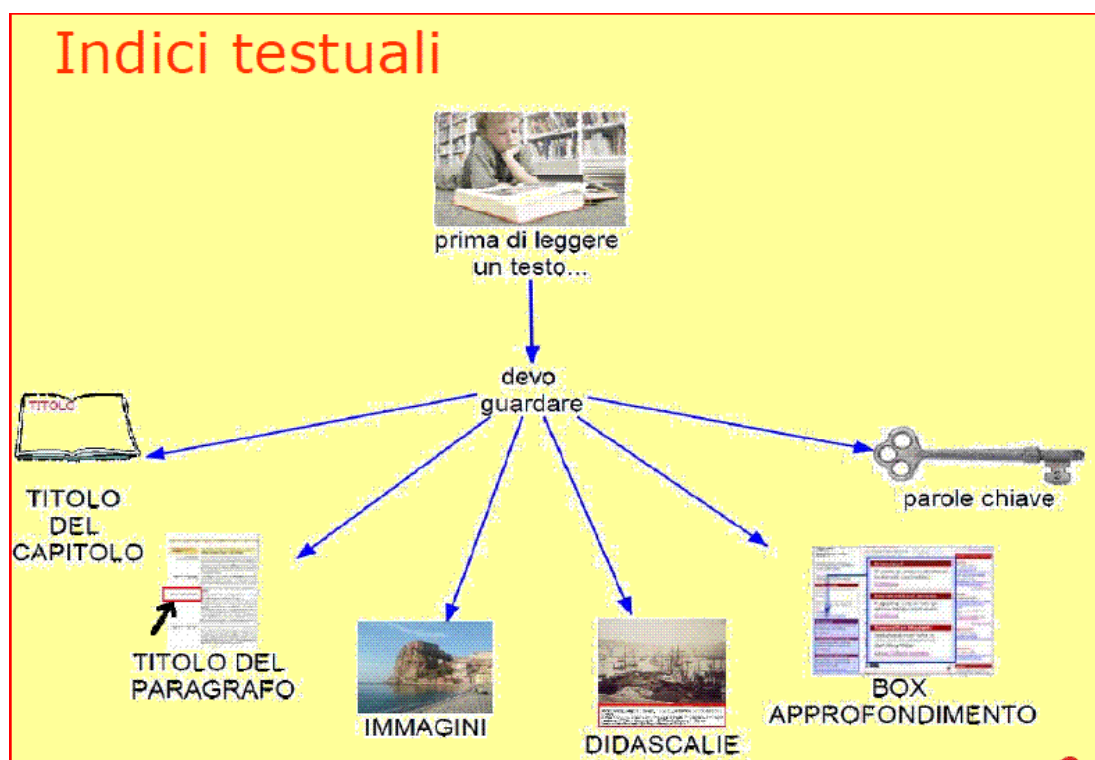 Indici testuali
prima di leggere
un testo...
devo
guardare
TITOLO
TITOLO
DEL
CAPITOLO
parole chiave
TITOLO DEL
PARAGRAFO
IMMAGINI
DIDASCALIE
BOX
APPROFONDIMENTO